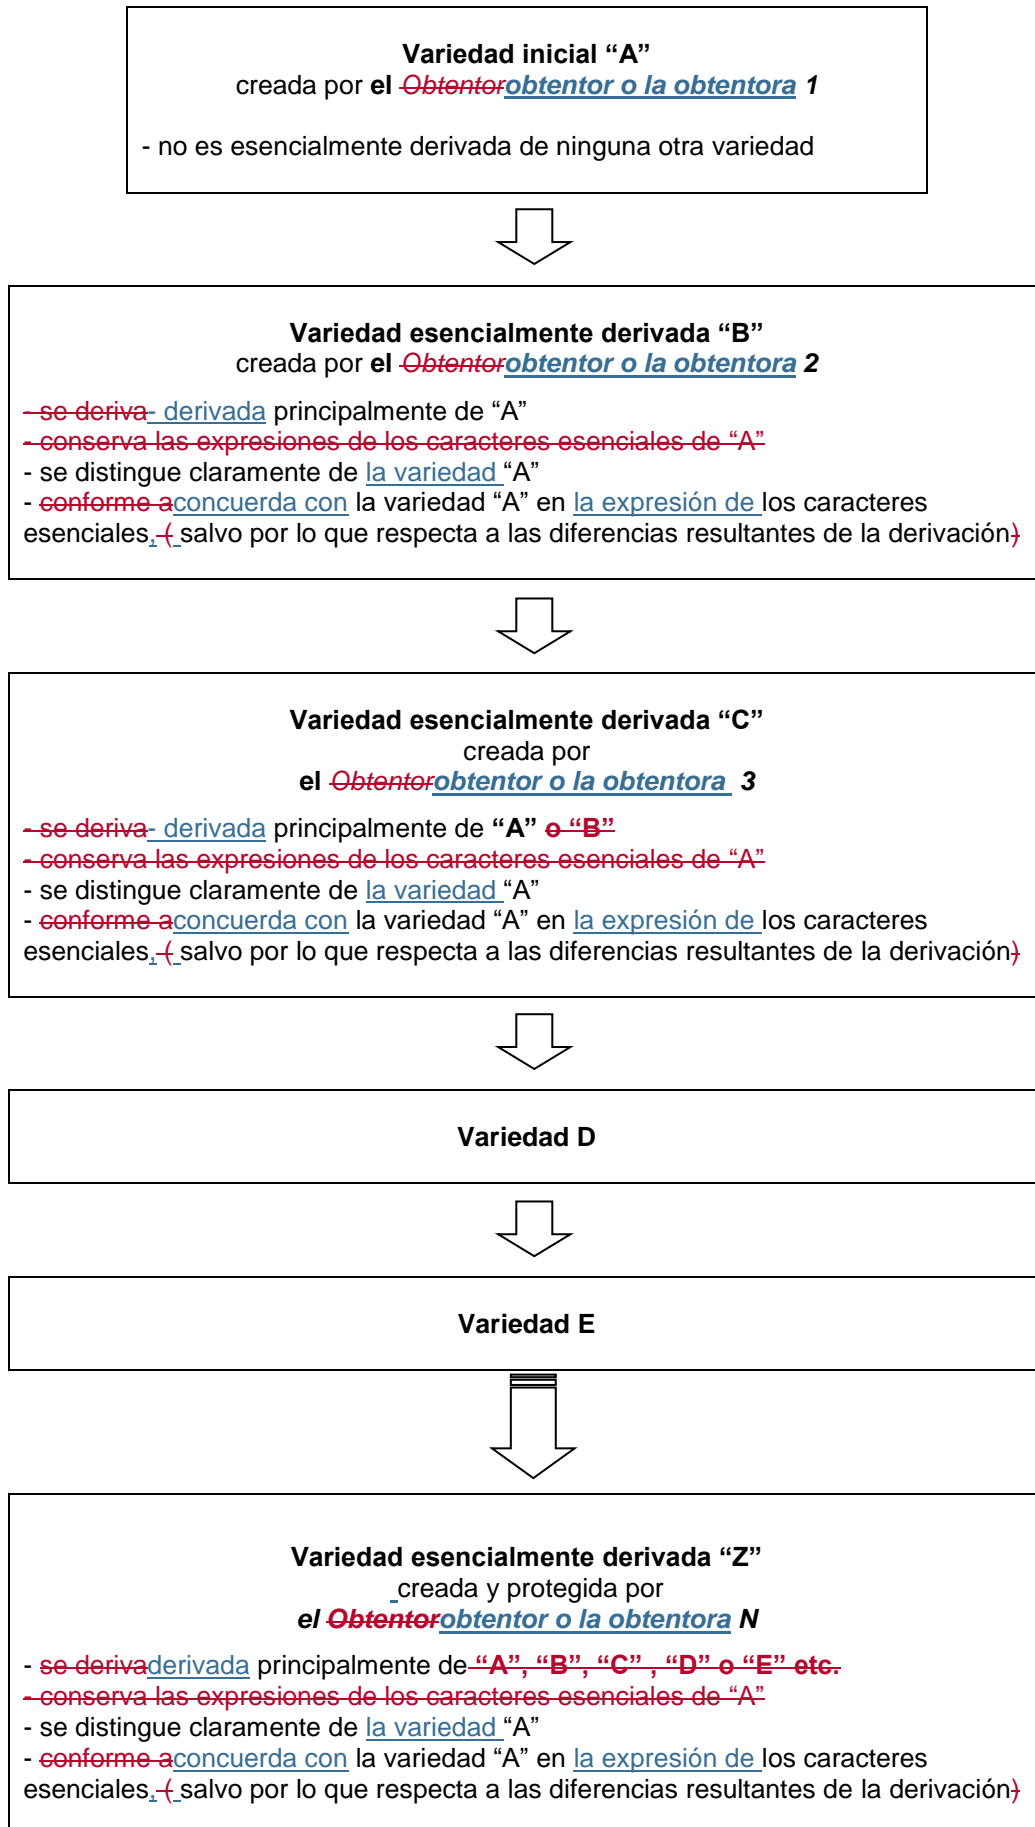 Variedad inicial “A”
creada por el Obtentorobtentor o la obtentora 1
- no es esencialmente derivada de ninguna otra variedad
Variedad esencialmente derivada “B”
creada por el Obtentorobtentor o la obtentora 2
- se deriva- derivada principalmente de “A”
- conserva las expresiones de los caracteres esenciales de “A”
- se distingue claramente de la variedad “A”
- conforme aconcuerda con la variedad “A” en la expresión de los caracteres
esenciales, ( salvo por lo que respecta a las diferencias resultantes de la derivación)
Variedad esencialmente derivada “C”
creada por
el Obtentorobtentor o la obtentora 3
- se deriva- derivada principalmente de “A” o “B”
- conserva las expresiones de los caracteres esenciales de “A”
- se distingue claramente de la variedad “A”
- conforme aconcuerda con la variedad “A” en la expresión de los caracteres
esenciales, ( salvo por lo que respecta a las diferencias resultantes de la derivación)
Variedad D
Variedad E
Variedad esencialmente derivada “Z”
creada y protegida por
el Obtentorobtentor o la obtentora N
- se derivaderivada principalmente de “A”, “B”, “C” , “D” o “E” etc.
- conserva las expresiones de los caracteres esenciales de “A”
- se distingue claramente de la variedad “A”
- conforme aconcuerda con la variedad “A” en la expresión de los caracteres
esenciales, ( salvo por lo que respecta a las diferencias resultantes de la derivación)